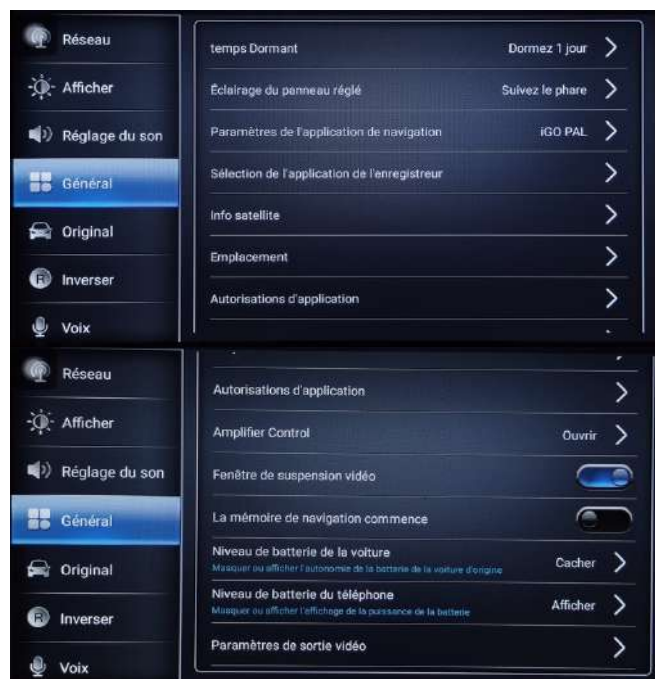 Réseau
Afficher
Réglage du son
Général
Original
R Inverser
Voix
temps Dormant Dormez 1 jour
Éclairage du panneau réglé Suivez le phare
Paramètres de l'application de navigation iGO PAL
Sélection de l'application de l'enregistreur
Info satellite
Emplacement
Autorisations d'application
Réseau
Afficher
Réglage du son
Général
Original
R Inverser
Voix
Autorisations d'application
Amplifier Control Ouvrir
Fenêtre de suspension vidéo
La mémoire de navigation commence
Niveau de batterie de la voiture Cacher
Masquer ou afficher l'autonomie de la batterie de la voiture d'origine
Niveau de batterie du téléphone Afficher
Masquer ou afficher l'affichage de la puissance de la batterie
Paramètres de sortie vidéo